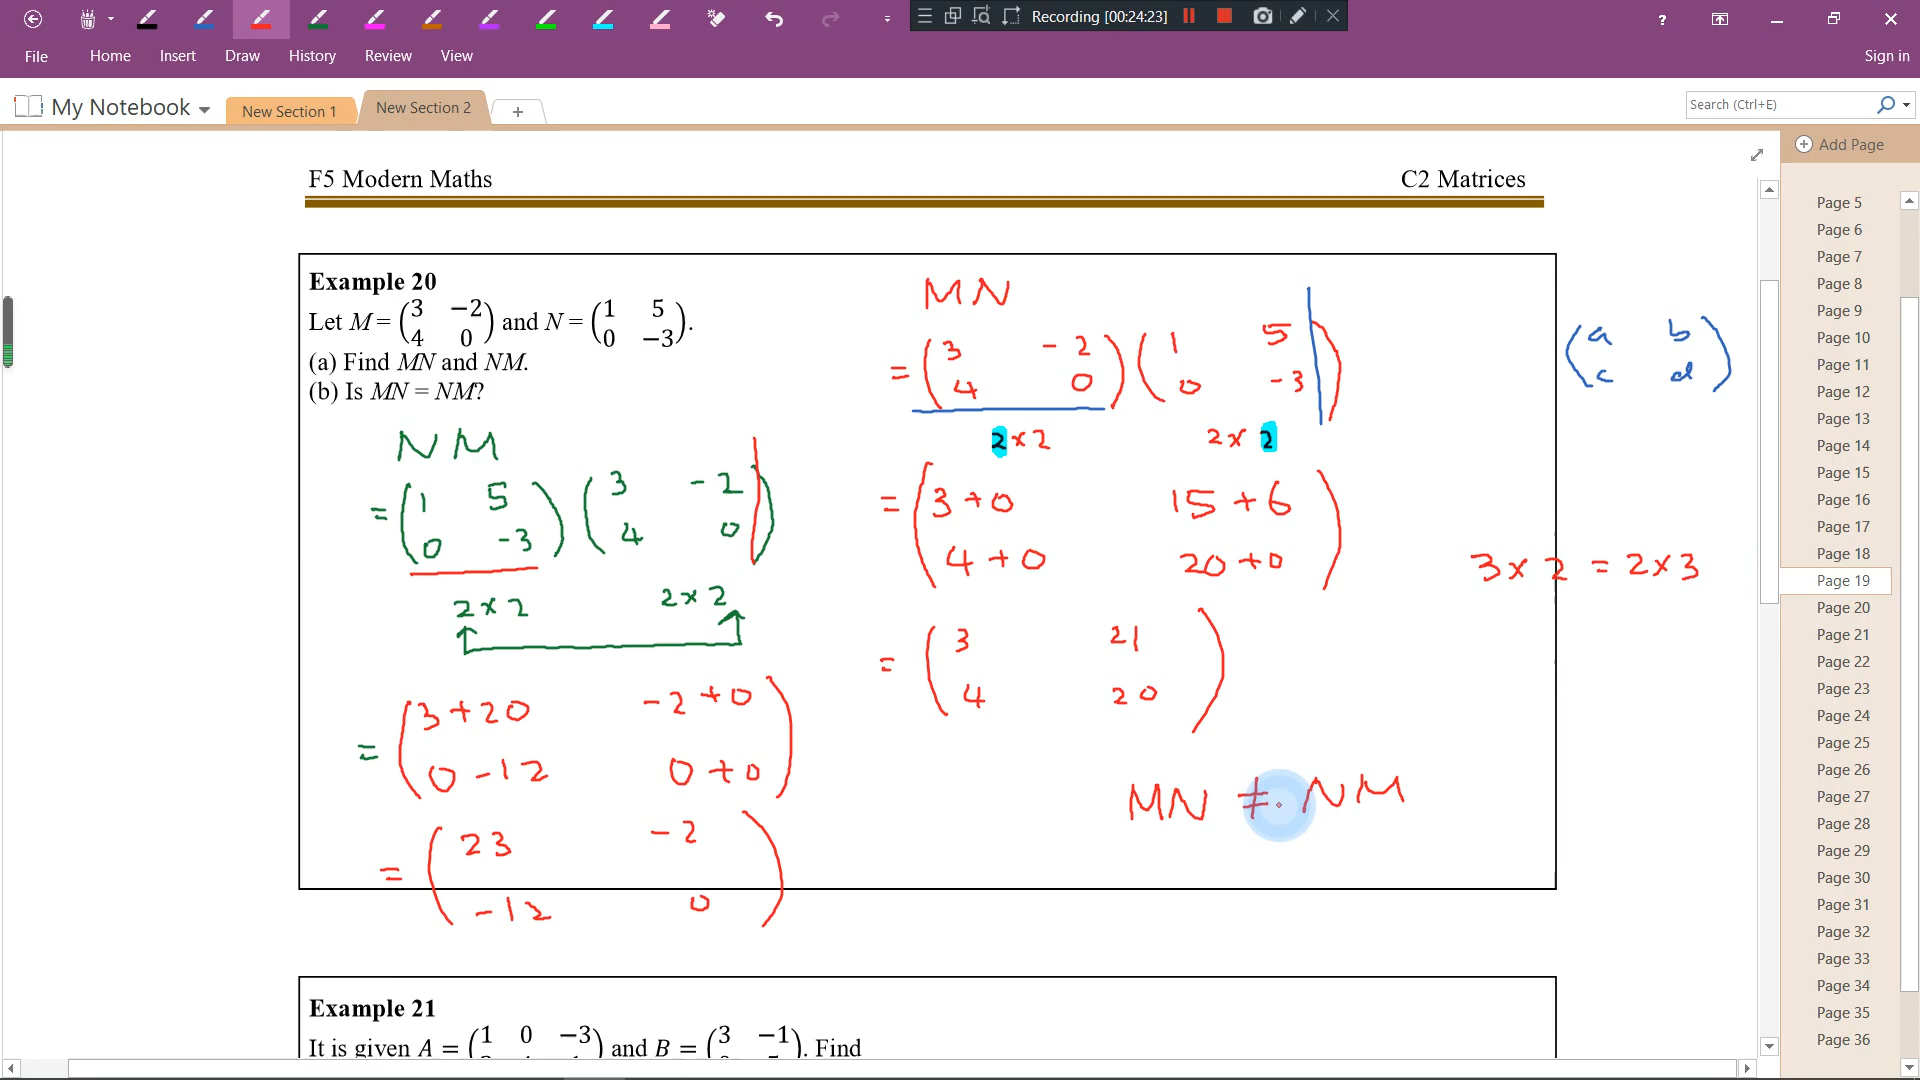 Recording [00:24:23]
File Home Insert Draw History Review View
Sign in
My Notebook
New Section 1
New Section 2
Search (Ctrl+E)
Add Page
Page 5
Page 6
Page 7
Page 8
Page 9
Page 10
Page 11
Page 12
Page 13
Page 14
Page 15
Page 16
Page 17
Page 18
Page 19
Page 20
Page 21
Page 22
Page 23
Page 24
Page 25
Page 26
Page 27
Page 28
Page 29
Page 30
Page 31
Page 32
Page 33
Page 34
Page 35
Page 36
F5 Modern Maths
C2 Matrices
Example 20
Let M = (3 −2
4 0) and N = (1 5
0 −3).
(a) Find MN and NM.
(b) Is MN = NM?
NM
= (1 5
0 -3) (3 -2
4 0)
2×2 2×2
= (3+20 -2+0
0-12 0+0)
= (23 -2
-12 0)
MN
= (3 -2
4 0) (1 5
0 -3)
2×2 2×2
= (3+0 15+6
4+0 20+0)
= (3 21
4 20)
MN ≠ NM
(a b
c d)
3×2 = 2×3
Example 21
It is given A = (1 0 −3) and B = (3 −1). Find